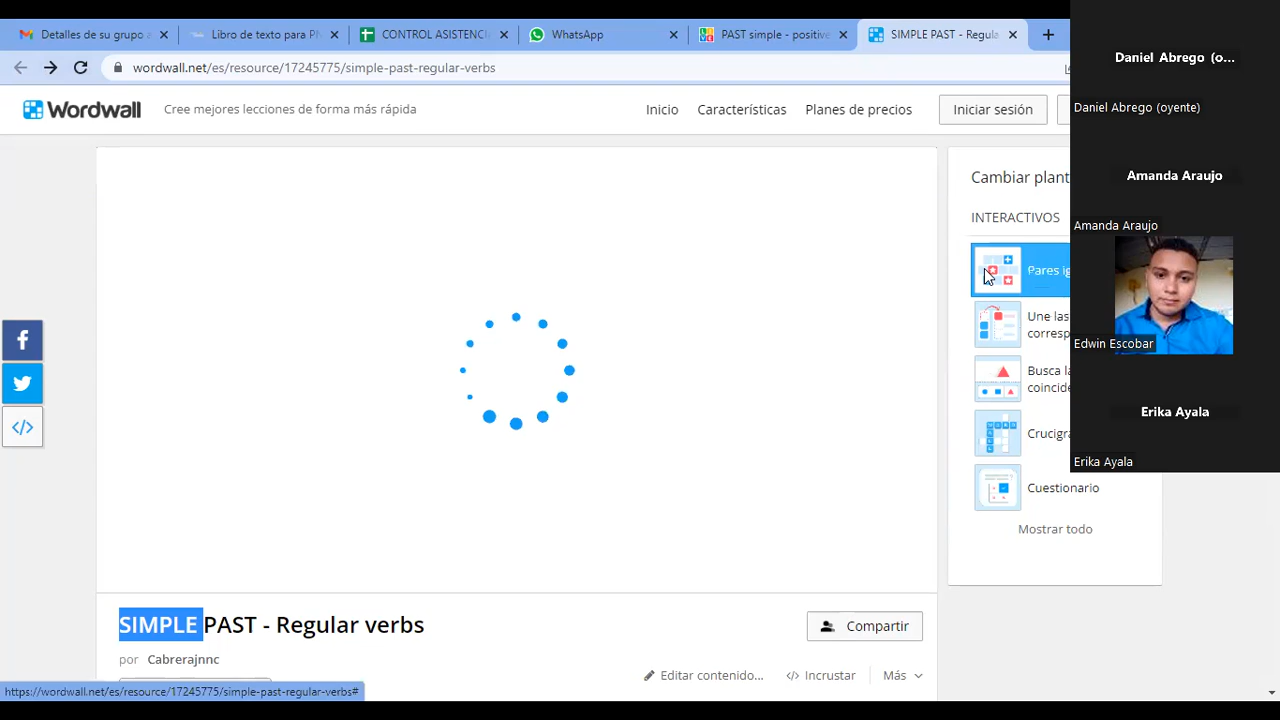 Detalles de su grupo
Libro de texto para
CONTROL ASISTENCI
WhatsApp
PAST simple - positive
SIMPLE PAST - Regula
wordwall.net/es/resource/17245775/simple-past-regular-verbs
Wordwall
Cree mejores lecciones de forma más rápida
Inicio
Características
Planes de precios
Iniciar sesión
Daniel Abrego (o...
Daniel Abrego (oyente)
Amanda Araujo
Amanda Araujo
Edwin Escobar
Erika Ayala
Erika Ayala
Cambiar plant
INTERACTIVOS
Pares ig
Une las
corresp
Busca la
coincide
Crucigra
Cuestionario
Mostrar todo
SIMPLE PAST - Regular verbs
Compartir
por Cabrerajnnc
Editar contenido...
</> Incrustar
Más
https://wordwall.net/es/resource/17245775/simple-past-regular-verbs#